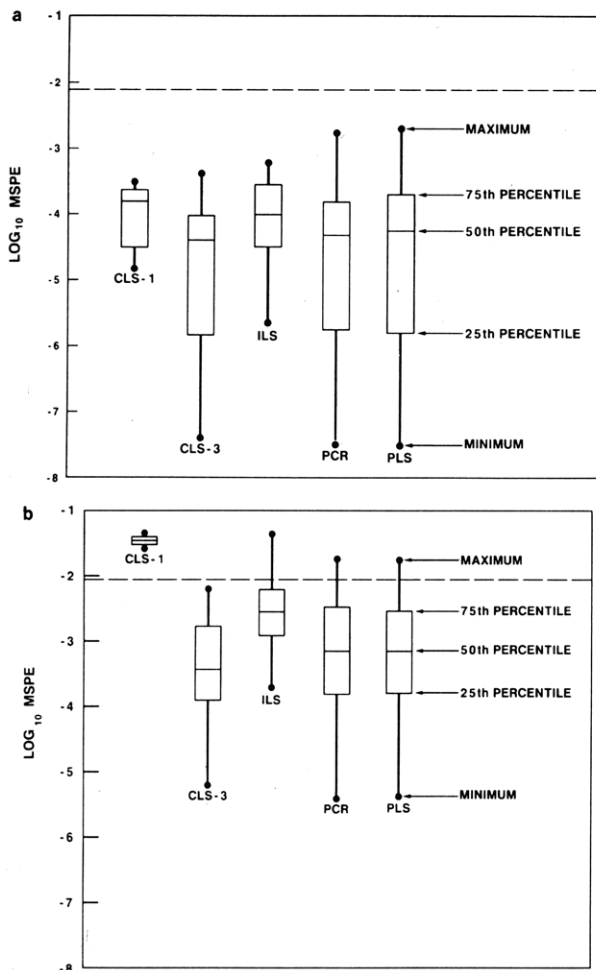 a
-1
-2
-3
-4
-5
-6
-7
-8
LOG10 MSPE
MAXIMUM
75th PERCENTILE
50th PERCENTILE
25th PERCENTILE
MINIMUM
CLS-1
CLS-3
ILS
PCR
PLS
b
-1
-2
-3
-4
-5
-6
-7
-8
LOG10 MSPE
MAXIMUM
75th PERCENTILE
50th PERCENTILE
25th PERCENTILE
MINIMUM
CLS-1
CLS-3
ILS
PCR
PLS